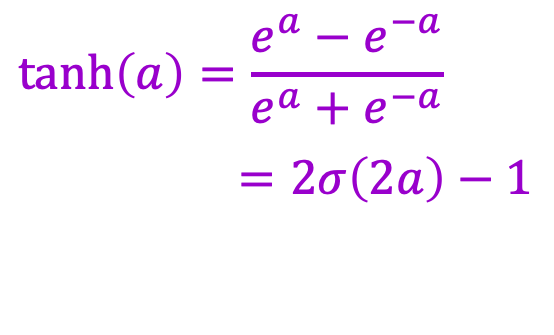 tanh(a) = (e^a − e^−a) / (e^a + e^−a)
= 2σ(2a) − 1